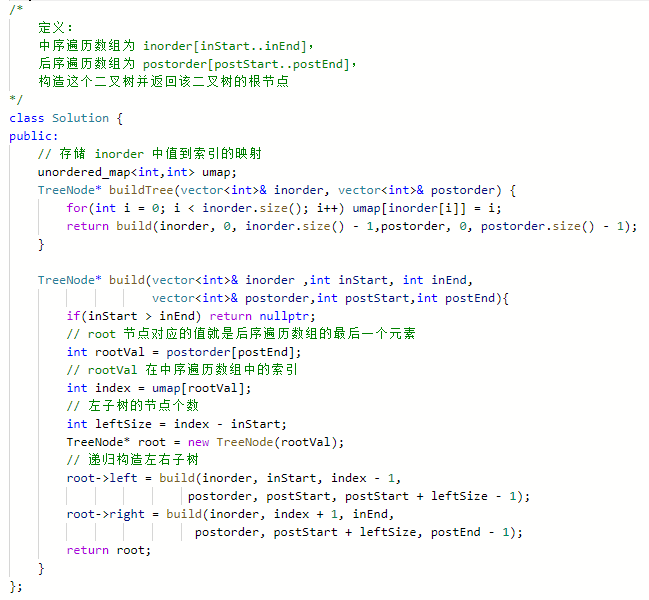 /*
    定义：
    中序遍历数组为 inorder[inStart..inEnd]，
    后序遍历数组为 postorder[postStart..postEnd]，
    构造这个二叉树并返回该二叉树的根节点
*/
class Solution {
public:
    // 存储 inorder 中值到索引的映射
    unordered_map<int,int> umap;
    TreeNode* buildTree(vector<int>& inorder, vector<int>& postorder) {
        for(int i = 0; i < inorder.size(); i++) umap[inorder[i]] = i;
        return build(inorder, 0, inorder.size() - 1,postorder, 0, postorder.size() - 1);
    }

    TreeNode* build(vector<int>& inorder ,int inStart, int inEnd,
                    vector<int>& postorder,int postStart,int postEnd){
        if(inStart > inEnd) return nullptr;
        // root 节点对应的值就是后序遍历数组的最后一个元素
        int rootVal = postorder[postEnd];
        // rootVal 在中序遍历数组中的索引
        int index = umap[rootVal];
        // 左子树的节点个数
        int leftSize = index - inStart;
        TreeNode* root = new TreeNode(rootVal);
        // 递归构造左右子树
        root->left = build(inorder, inStart, index - 1,
                         postorder, postStart, postStart + leftSize - 1);
        root->right = build(inorder, index + 1, inEnd,
                          postorder, postStart + leftSize, postEnd - 1);
        return root;
    }
};